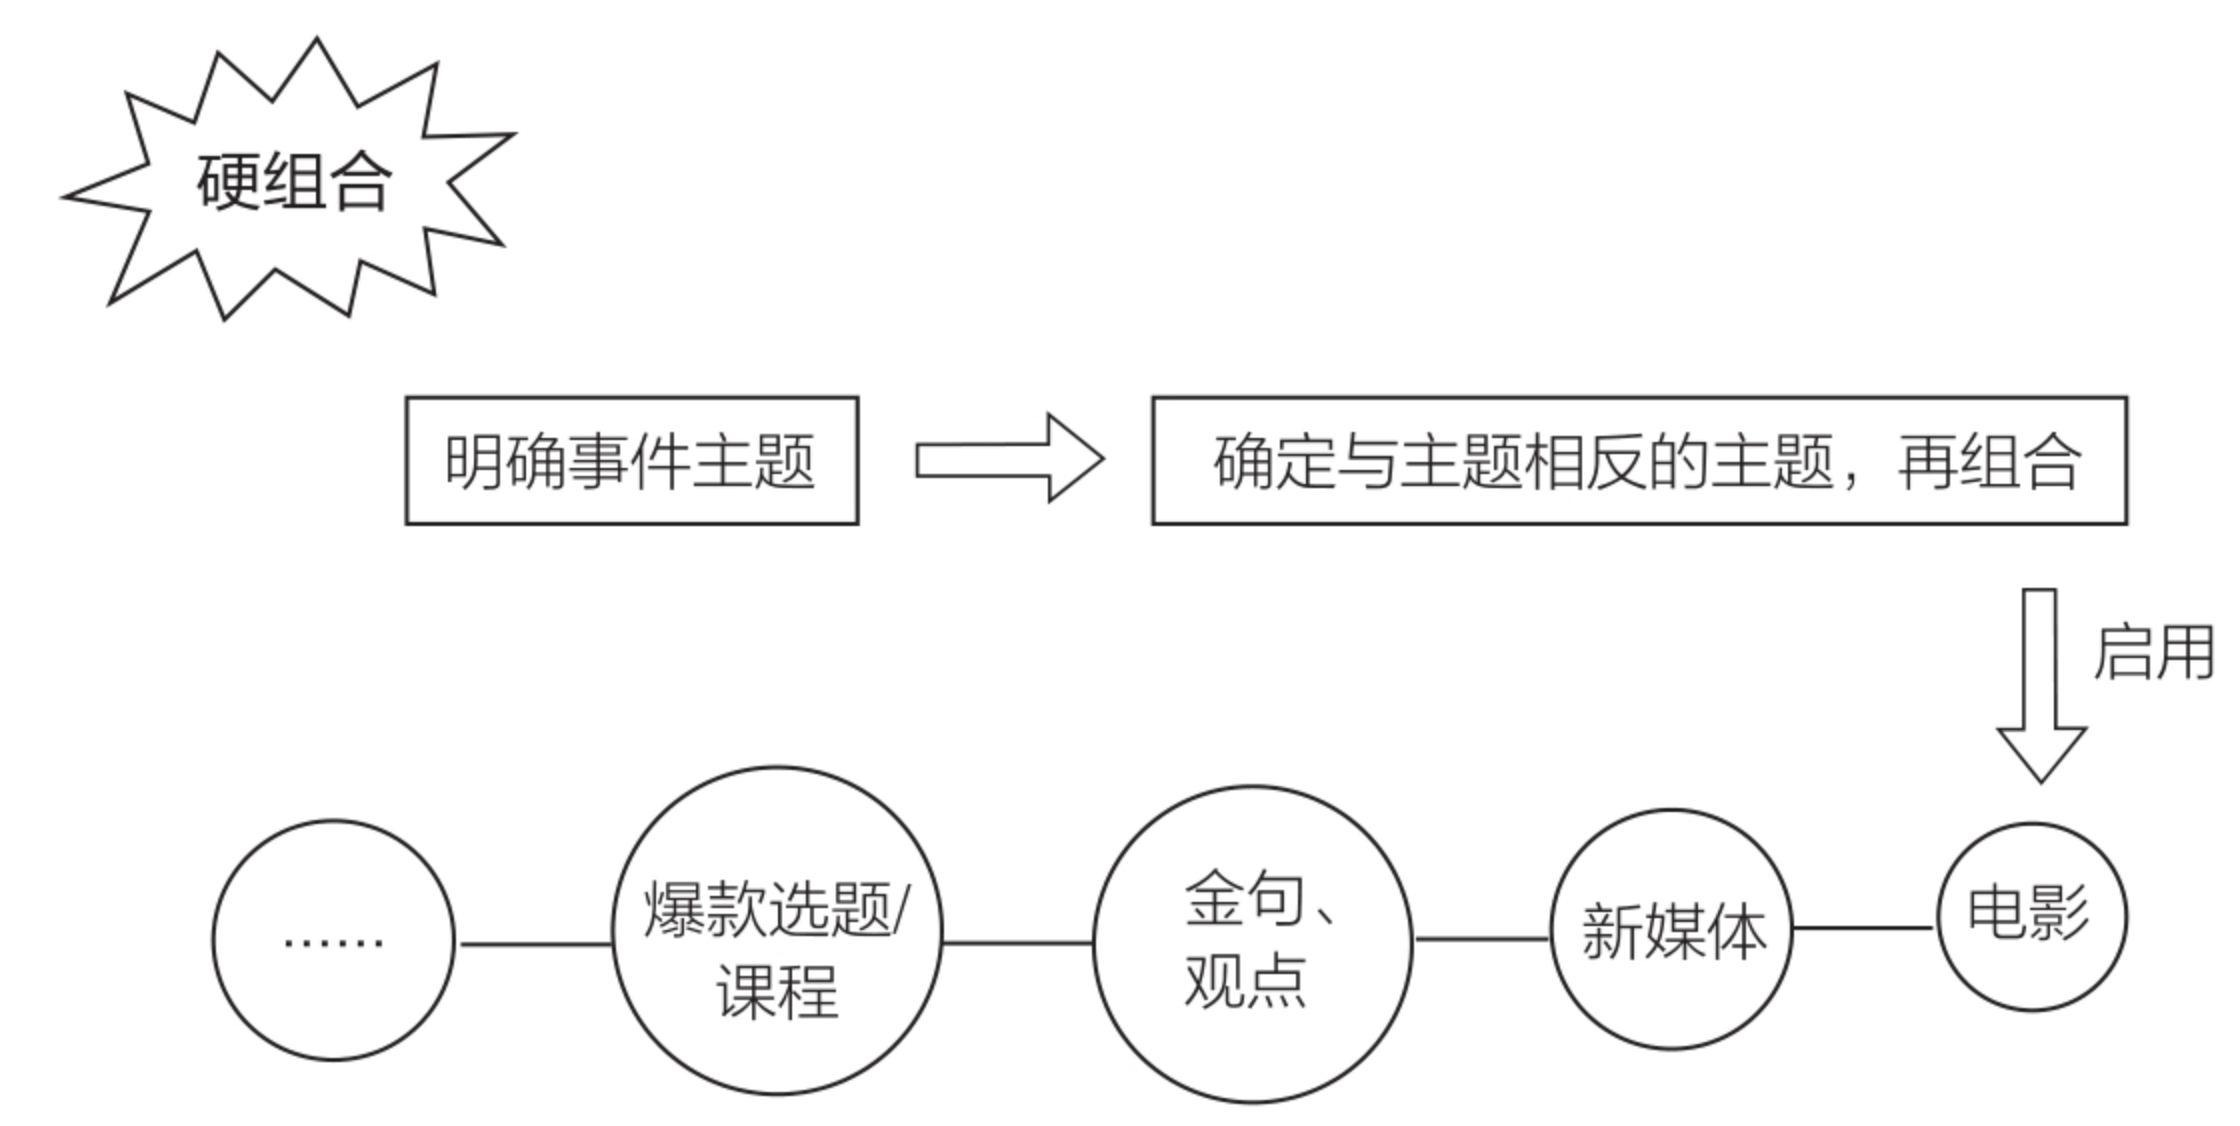 硬组合
明确事件主题
确定与主题相反的主题，再组合
启用
……
爆款选题/
课程
金句、
观点
新媒体
电影